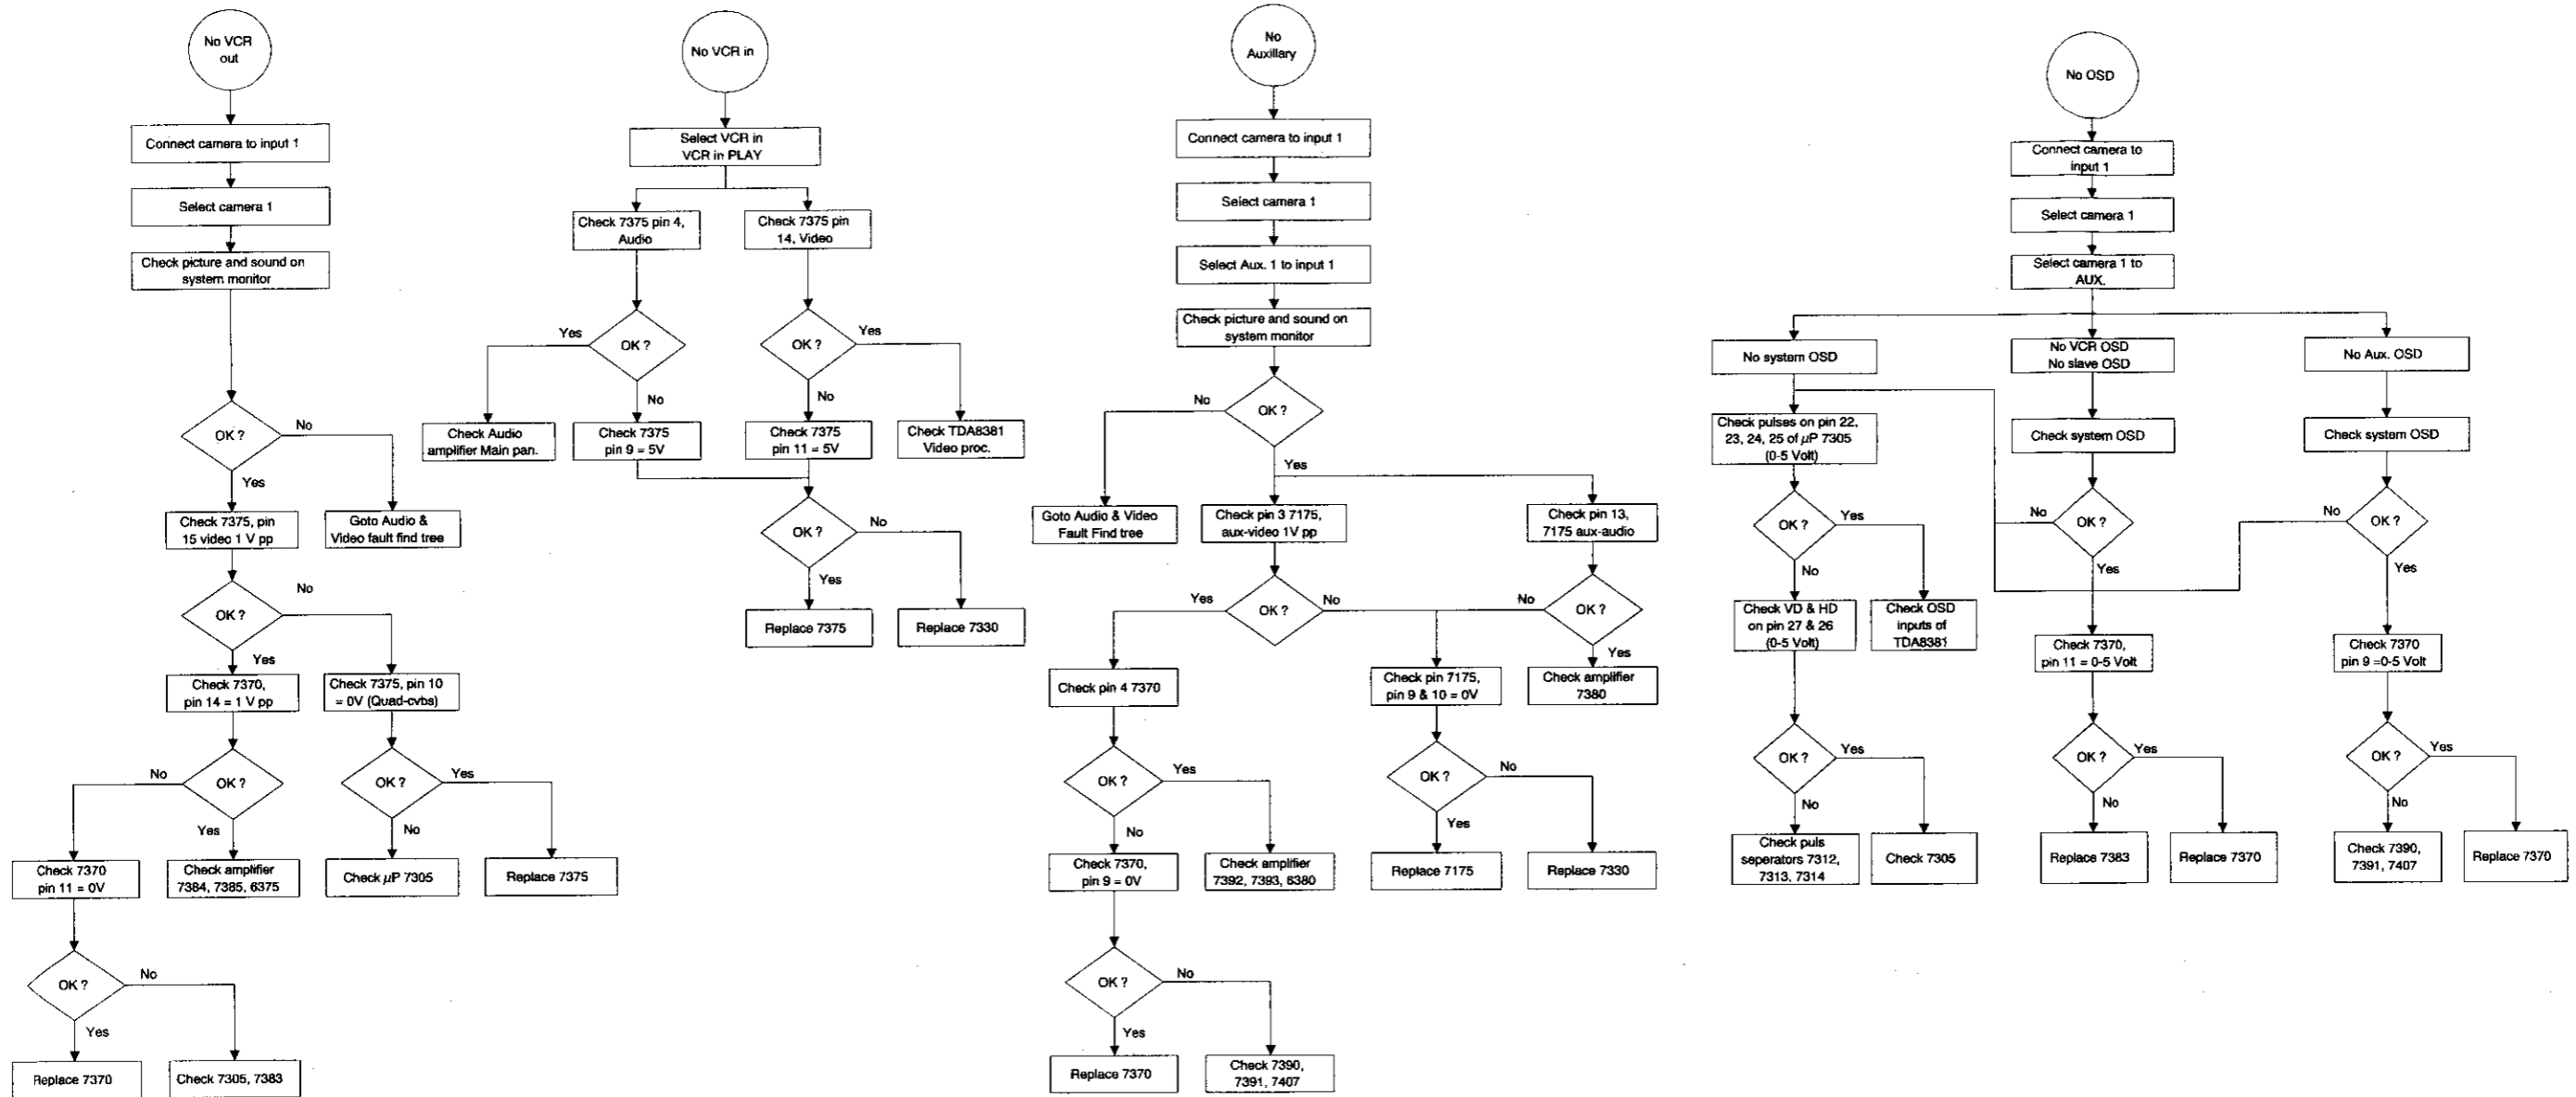 No VCR
out
Connect camera to input 1
Select camera 1
Check picture and sound on
system monitor
OK ?
No
Yes
Check 7375, pin
15 video 1 V pp
Goto Audio &
Video fault find tree
OK ?
No
Yes
Check 7370,
pin 14 = 1 V pp
Check 7375, pin 10
= 0V (Quad-cvbs)
No
OK ?
Yes
OK ?
Yes
No
Check 7370
pin 11 = 0V
Check amplifier
7384, 7385, 6375
Check µP 7305
Replace 7375
OK ?
No
Yes
Replace 7370
Check 7305, 7383
No VCR in
Select VCR in
VCR in PLAY
Check 7375 pin 4,
Audio
Check 7375 pin
14, Video
Yes
OK ?
No
OK ?
Yes
No
Check Audio
amplifier Main pan.
Check 7375
pin 9 = 5V
Check 7375
pin 11 = 5V
Check TDA8381
Video proc.
OK ?
No
Yes
Replace 7375
Replace 7330
No
Auxillary
Connect camera to input 1
Select camera 1
Select Aux. 1 to input 1
Check picture and sound on
system monitor
No
OK ?
Yes
Goto Audio & Video
Fault Find tree
Check pin 3 7175,
aux-video 1V pp
Check pin 13,
7175 aux-audio
Yes
OK ?
No
No
OK ?
Yes
Check pin 4 7370
Check pin 7175,
pin 9 & 10 = 0V
Check amplifier
7380
OK ?
Yes
No
OK ?
No
Yes
Check 7370,
pin 9 = 0V
Check amplifier
7392, 7393, 6380
Replace 7175
Replace 7330
OK ?
No
Yes
Replace 7370
Check 7390,
7391, 7407
No OSD
Connect camera to
input 1
Select camera 1
Select camera 1 to
AUX.
No system OSD
No VCR OSD
No slave OSD
No Aux. OSD
Check pulses on pin 22,
23, 24, 25 of µP 7305
(0-5 Volt)
Check system OSD
Check system OSD
OK ?
Yes
No
No
OK ?
Yes
No
OK ?
Yes
Check VD & HD
on pin 27 & 26
(0-5 Volt)
Check OSD
inputs of
TDA8381
Check 7370,
pin 11 = 0-5 Volt
Check 7370
pin 9 =0-5 Volt
OK ?
Yes
No
OK ?
Yes
No
OK ?
Yes
No
Check puls
seperators 7312,
7313, 7314
Check 7305
Replace 7383
Replace 7370
Check 7390,
7391, 7407
Replace 7370